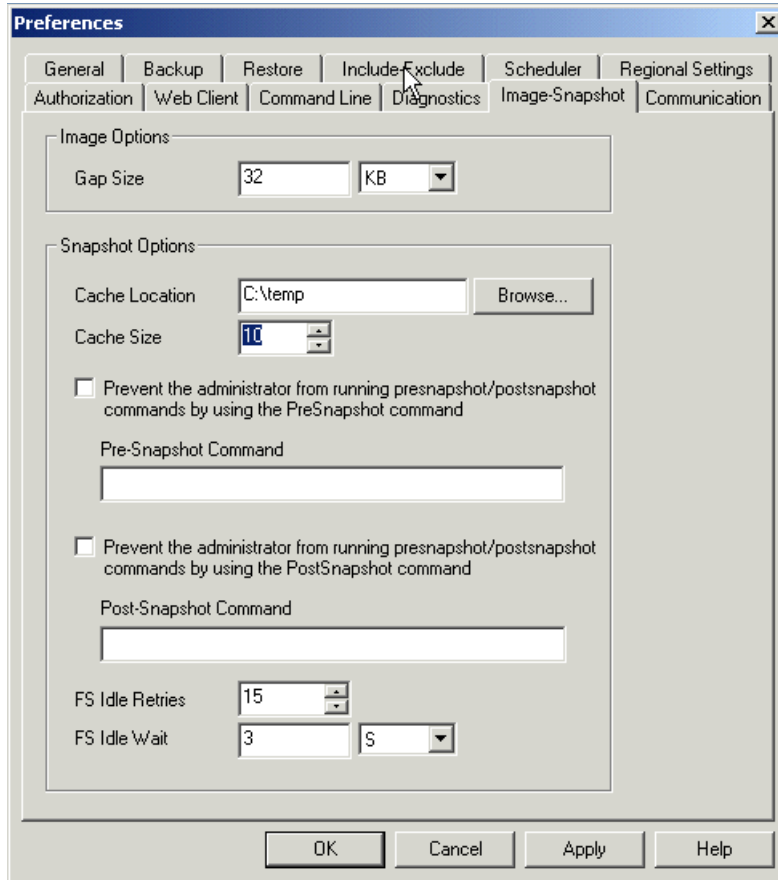 Preferences
General Backup Restore Include-Exclude Scheduler Regional Settings
Authorization Web Client Command Line Diagnostics Image-Snapshot Communication
Image Options
Gap Size 32 KB
Snapshot Options
Cache Location C:\temp Browse...
Cache Size 10
Prevent the administrator from running presnapshot/postsnapshot
commands by using the PreSnapshot command
Pre-Snapshot Command
Prevent the administrator from running presnapshot/postsnapshot
commands by using the PostSnapshot command
Post-Snapshot Command
FS Idle Retries 15
FS Idle Wait 3 S
OK Cancel Apply Help